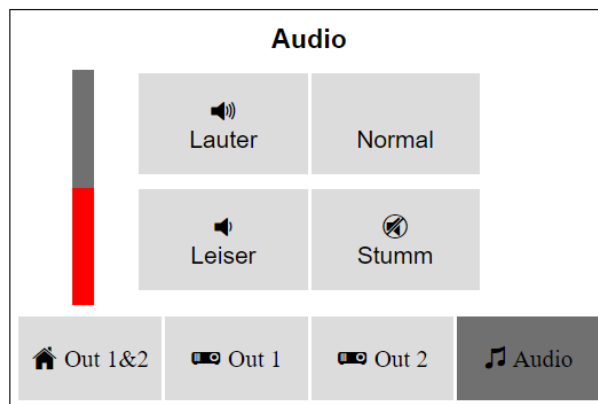 Audio
Lauter
Normal
Leiser
Stumm
Out 1&2
Out 1
Out 2
Audio